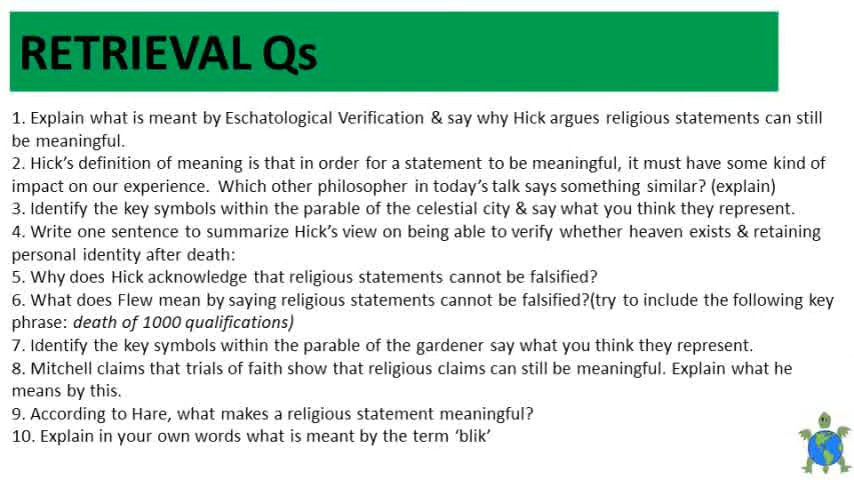 RETRIEVAL Qs
1. Explain what is meant by Eschatological Verification & say why Hick argues religious statements can still
be meaningful.
2. Hick's definition of meaning is that in order for a statement to be meaningful, it must have some kind of
impact on our experience.  Which other philosopher in today's talk says something similar? (explain)
3. Identify the key symbols within the parable of the celestial city & say what you think they represent.
4. Write one sentence to summarize Hick's view on being able to verify whether heaven exists & retaining
personal identity after death:
5. Why does Hick acknowledge that religious statements cannot be falsified?
6. What does Flew mean by saying religious statements cannot be falsified?(try to include the following key
phrase: death of 1000 qualifications)
7. Identify the key symbols within the parable of the gardener say what you think they represent.
8. Mitchell claims that trials of faith show that religious claims can still be meaningful. Explain what he
means by this.
9. According to Hare, what makes a religious statement meaningful?
10. Explain in your own words what is meant by the term 'blik'